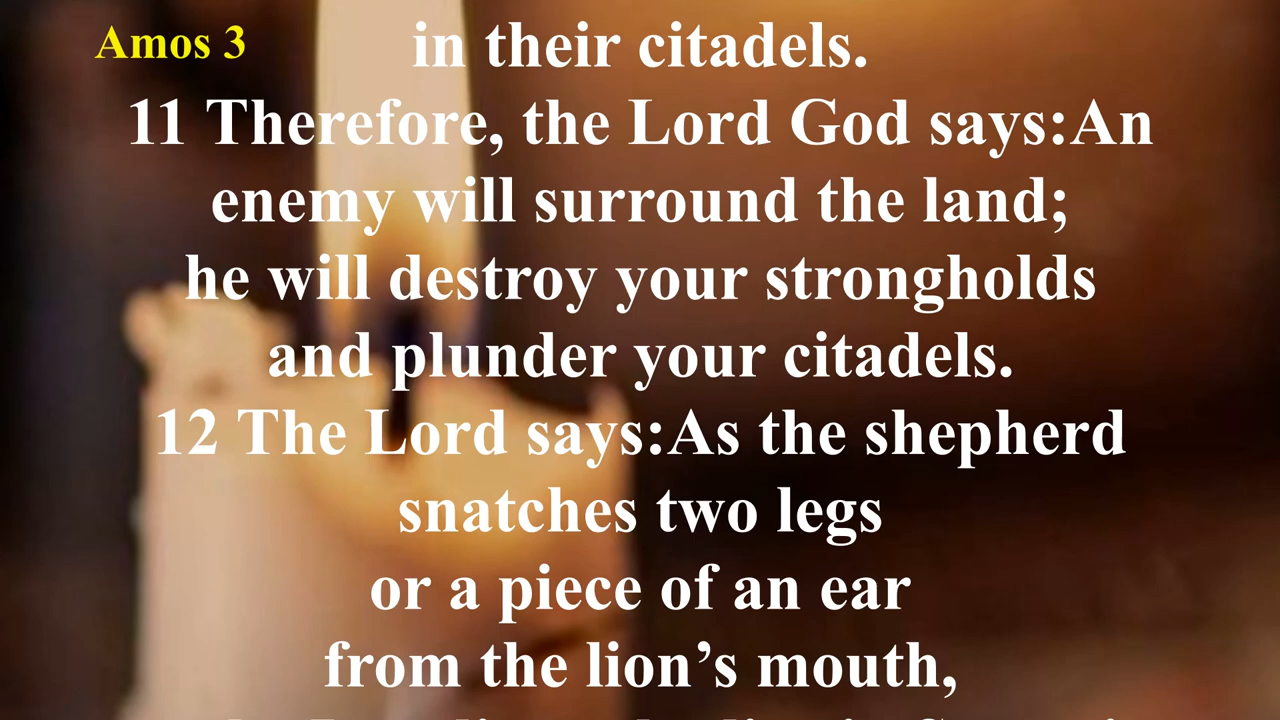 Amos 3
in their citadels.
11 Therefore, the Lord God says:An
enemy will surround the land;
he will destroy your strongholds
and plunder your citadels.
12 The Lord says:As the shepherd
snatches two legs
or a piece of an ear
from the lion’s mouth,